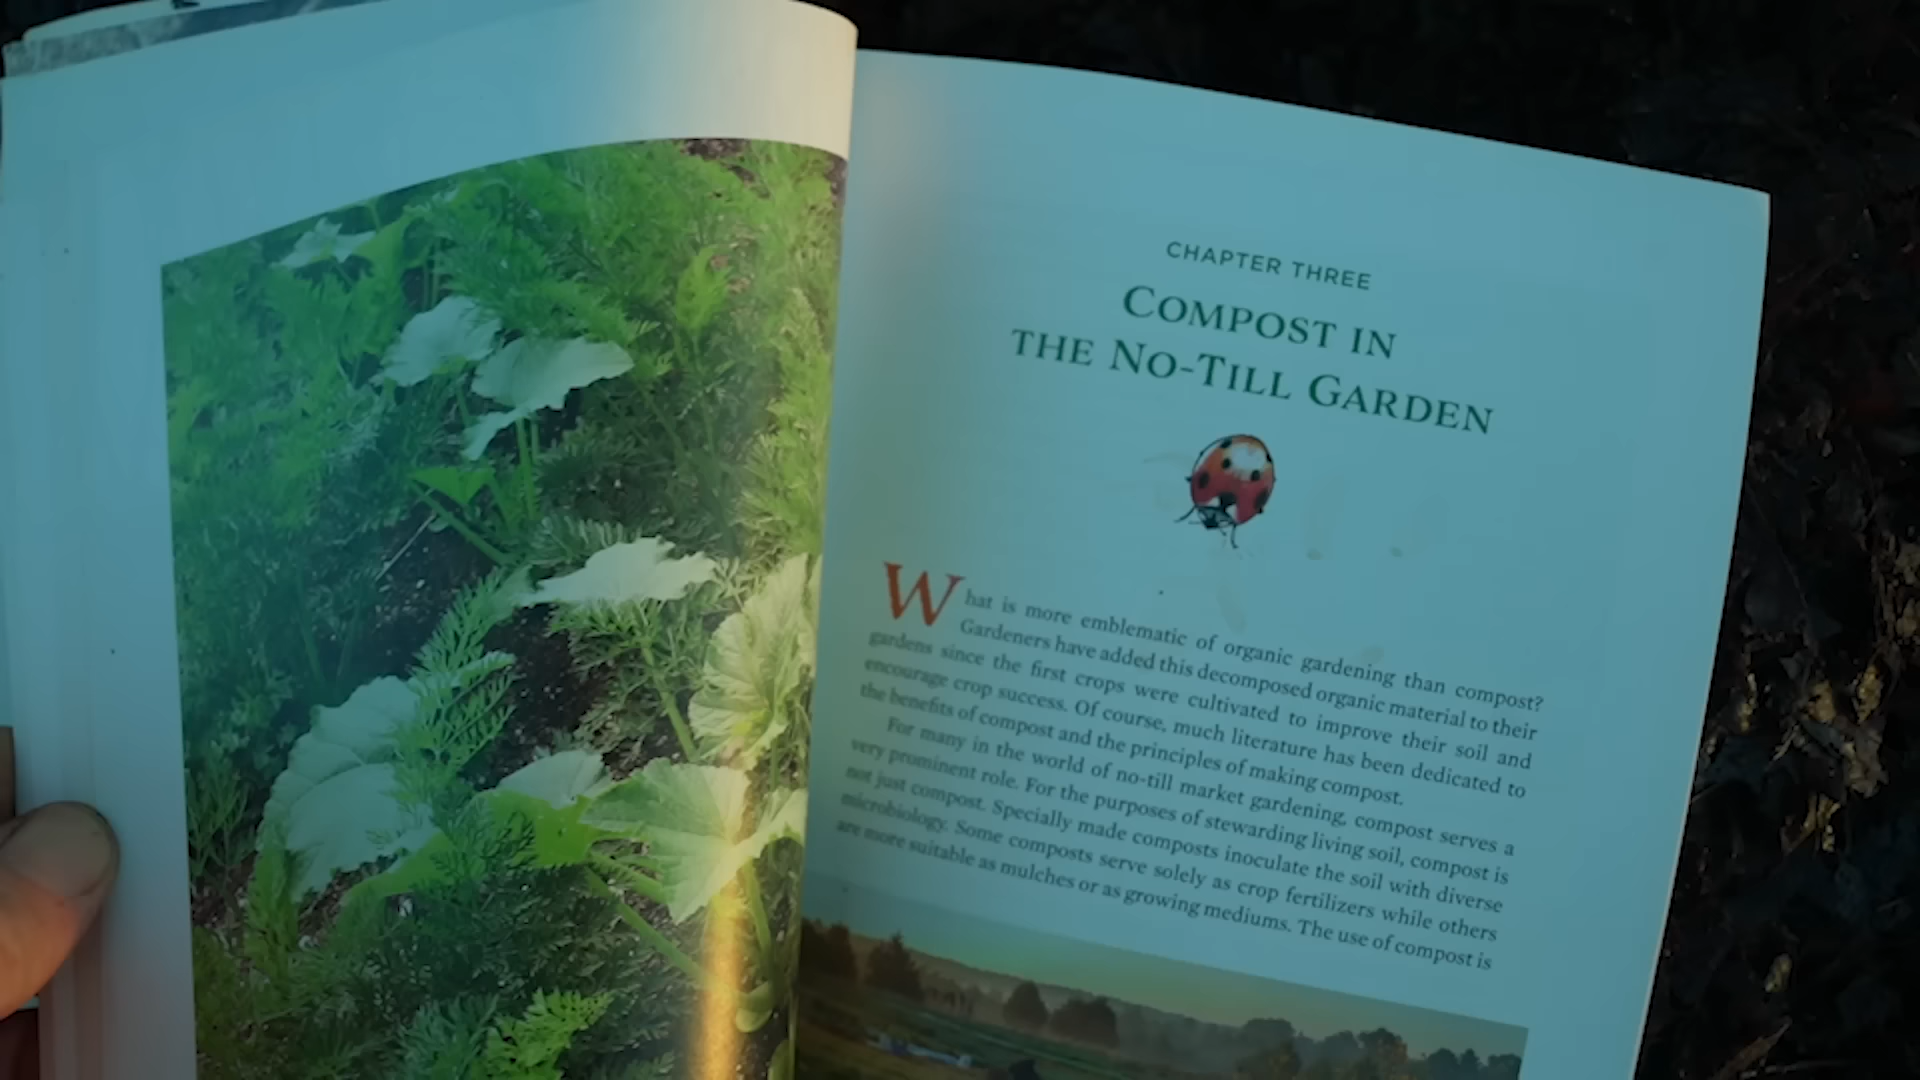 CHAPTER THREE
COMPOST IN
THE NO-TILL GARDEN
What is more emblematic of organic gardening than compost?
Gardeners have added this decomposed organic material to their
gardens since the first crops were cultivated to improve their soil and
encourage crop success. Of course, much literature has been dedicated to
the benefits of compost and the principles of making compost.
For many in the world of no-till market gardening, compost serves a
very prominent role. For the purposes of stewarding living soil, compost is
not just compost. Specially made composts inoculate the soil with diverse
microbiology. Some composts serve solely as crop fertilizers while others
are more suitable as mulches or as growing mediums. The use of compost is